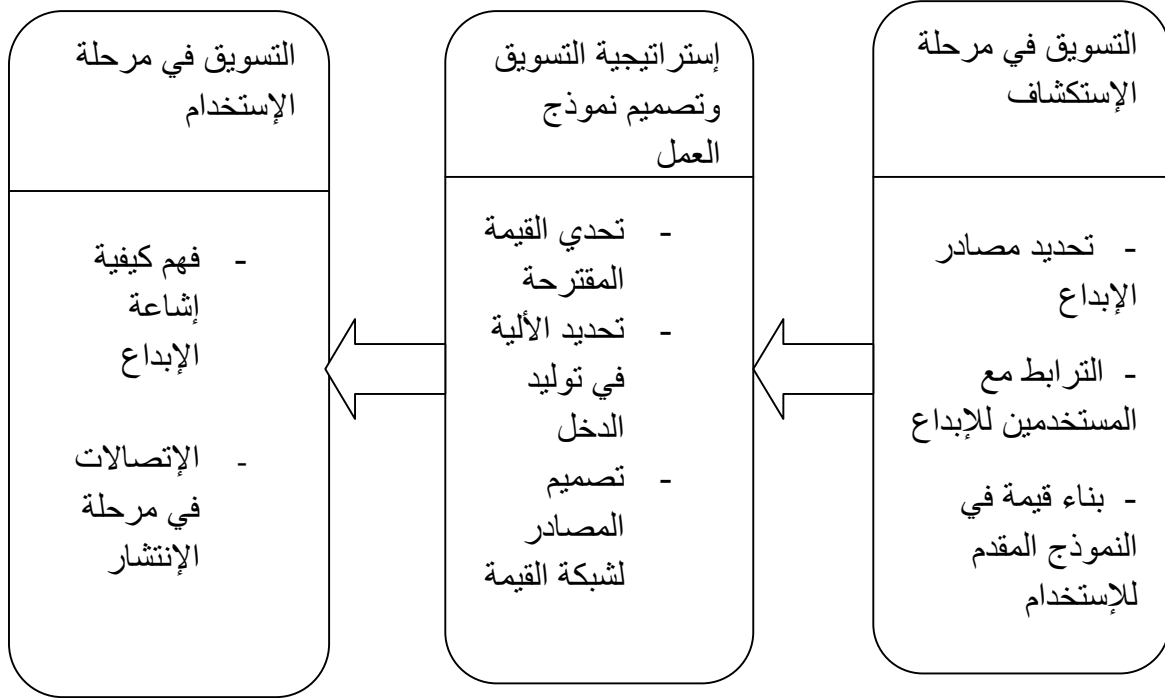 التسويق في مرحلة
الإستكشاف
- تحديد مصادر
الإبداع
- الترابط مع
المستخدمين للإبداع
- بناء قيمة في
النموذج المقدم
للإستخدام
إستراتيجية التسويق
وتصميم نموذج
العمل
- تحدي القيمة
المقترحة
- تحديد الألية
في توليد
الدخل
- تصميم
المصادر
لشبكة القيمة
التسويق في مرحلة
الإستخدام
- فهم كيفية
إشاعة
الإبداع
- الإتصالات
في مرحلة
الإنتشار